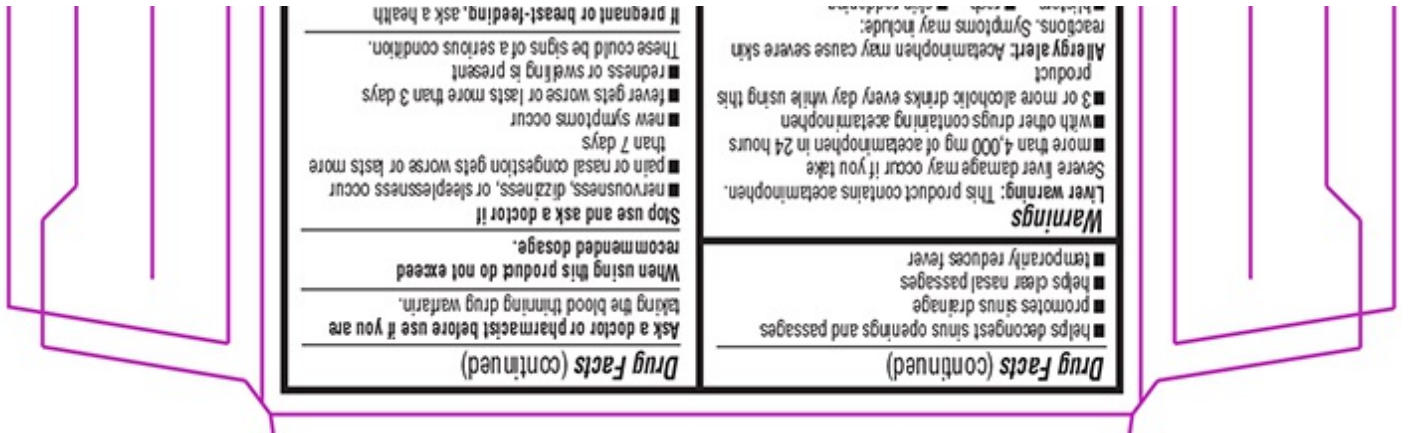 Drug Facts (continued)
■ helps decongest sinus openings and passages
■ promotes sinus drainage
■ helps clear nasal passages
■ temporarily reduces fever
Warnings
Liver warning: This product contains acetaminophen.
Severe liver damage may occur if you take
■ more than 4,000 mg of acetaminophen in 24 hours
■ with other drugs containing acetaminophen
■ 3 or more alcoholic drinks every day while using this
product
Allergy alert: Acetaminophen may cause severe skin
reactions. Symptoms may include:
Drug Facts (continued)
Ask a doctor or pharmacist before use if you are
taking the blood thinning drug warfarin.
When using this product do not exceed
recommended dosage.
Stop use and ask a doctor if
■ nervousness, dizziness, or sleeplessness occur
■ pain or nasal congestion gets worse or lasts more
than 7 days
■ new symptoms occur
■ fever gets worse or lasts more than 3 days
■ redness or swelling is present
These could be signs of a serious condition.
If pregnant or breast-feeding, ask a health